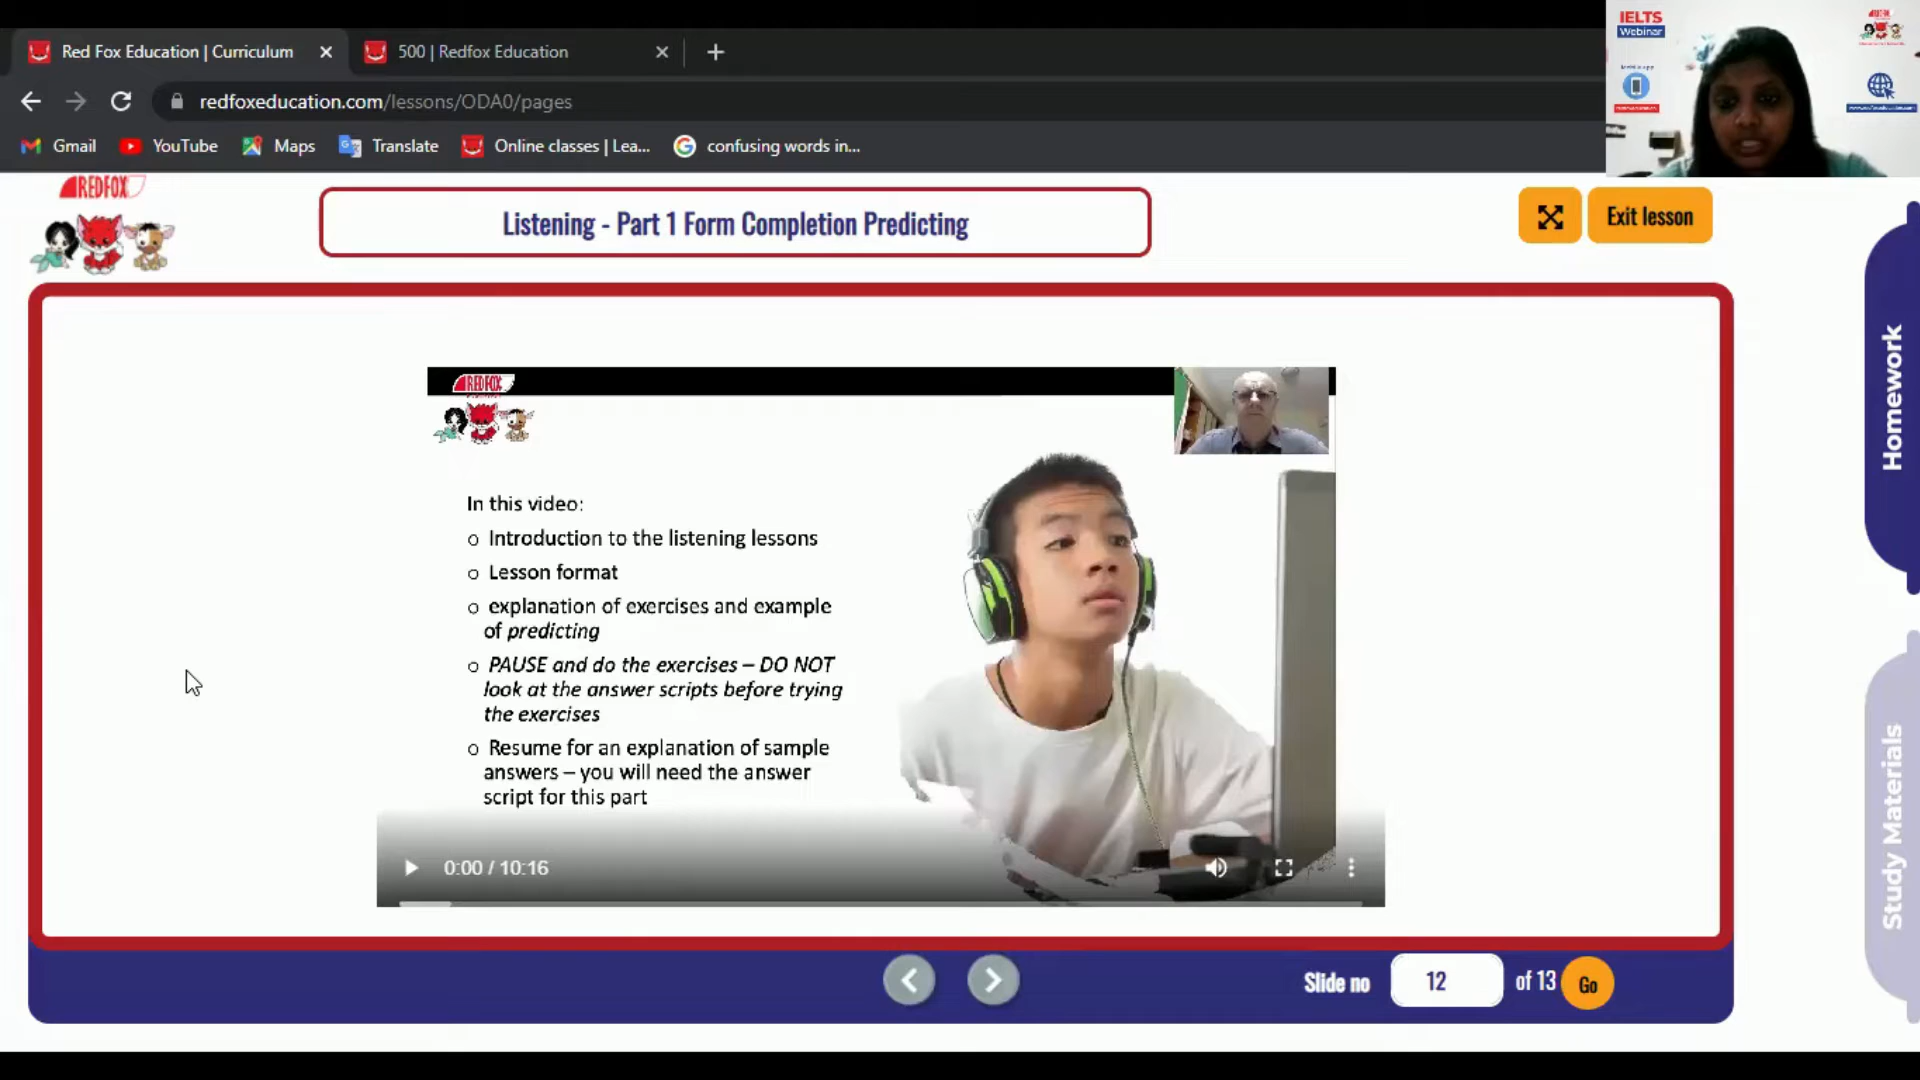 Red Fox Education | Curriculum
500 | Redfox Education
redfoxeducation.com/lessons/ODA0/pages
Gmail
YouTube
Maps
Translate
Online classes | Lea...
confusing words in...
IELTS
Webinar
REDFOX
Listening - Part 1 Form Completion Predicting
Exit lesson
Homework
Study Materials
REDFOX
In this video:
o Introduction to the listening lessons
o Lesson format
o explanation of exercises and example
of predicting
o PAUSE and do the exercises – DO NOT
look at the answer scripts before trying
the exercises
o Resume for an explanation of sample
answers – you will need the answer
script for this part
0:00 / 10:16
Slide no 12 of 13 Go